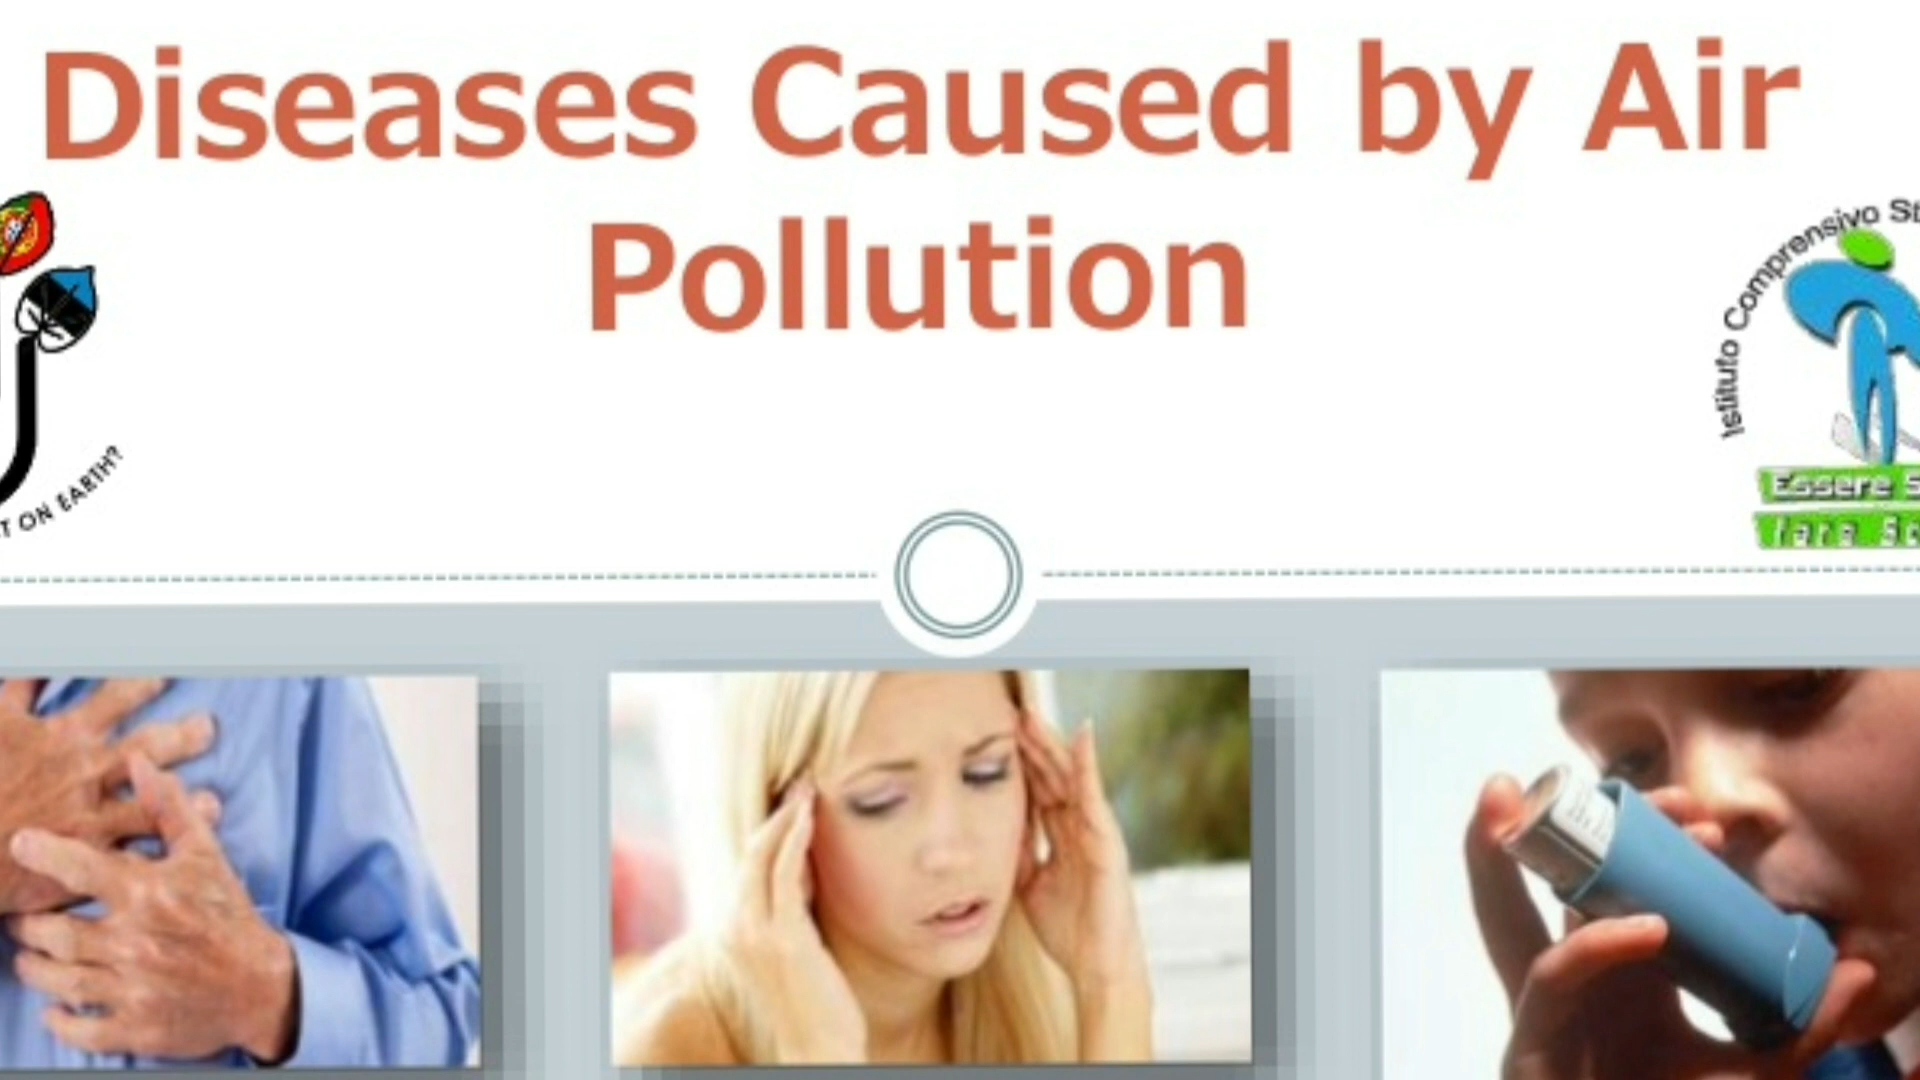 Diseases Caused by Air
Pollution
Istituto Comprensivo
ON EARTH?
Essere